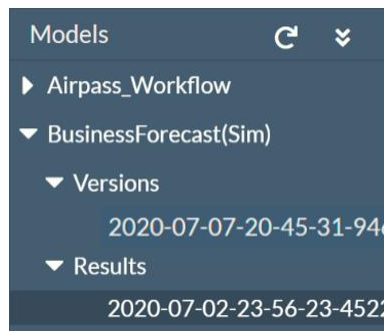 Models
Airpass_Workflow
BusinessForecast(Sim)
Versions
2020-07-07-20-45-31-94
Results
2020-07-02-23-56-23-4522